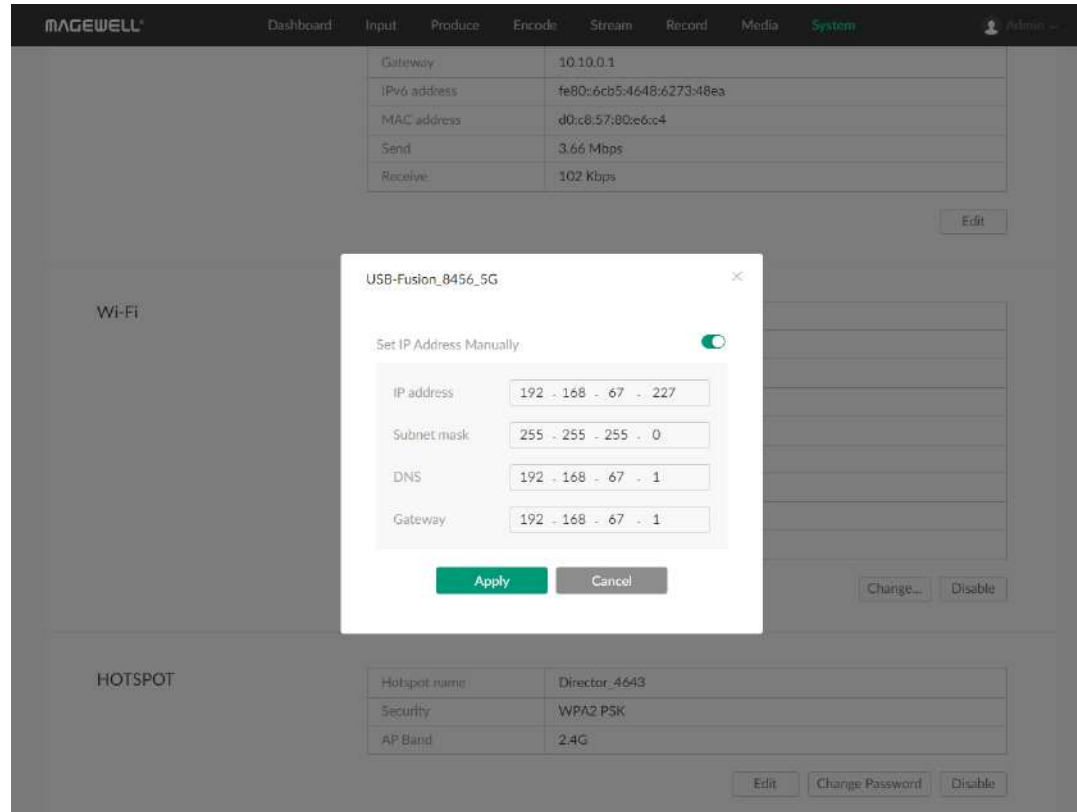 MAGEWELL Dashboard Input Produce Encode Stream Record Media System Admin
Gateway 10.10.0.1
IPv6 address fe80::6cb5:4648:6273:48ea
MAC address d0:c8:57:80:e6:c4
Send 3.66 Mbps
Receive 102 Kbps
Edit
USB-Fusion_8456_5G
Wi-Fi
Set IP Address Manually
IP address 192 . 168 . 67 . 227
Subnet mask 255 . 255 . 255 . 0
DNS 192 . 168 . 67 . 1
Gateway 192 . 168 . 67 . 1
Apply Cancel
Change... Disable
HOTSPOT
Hotspot name Director_4643
Security WPA2 PSK
AP Band 2.4G
Edit Change Password Disable